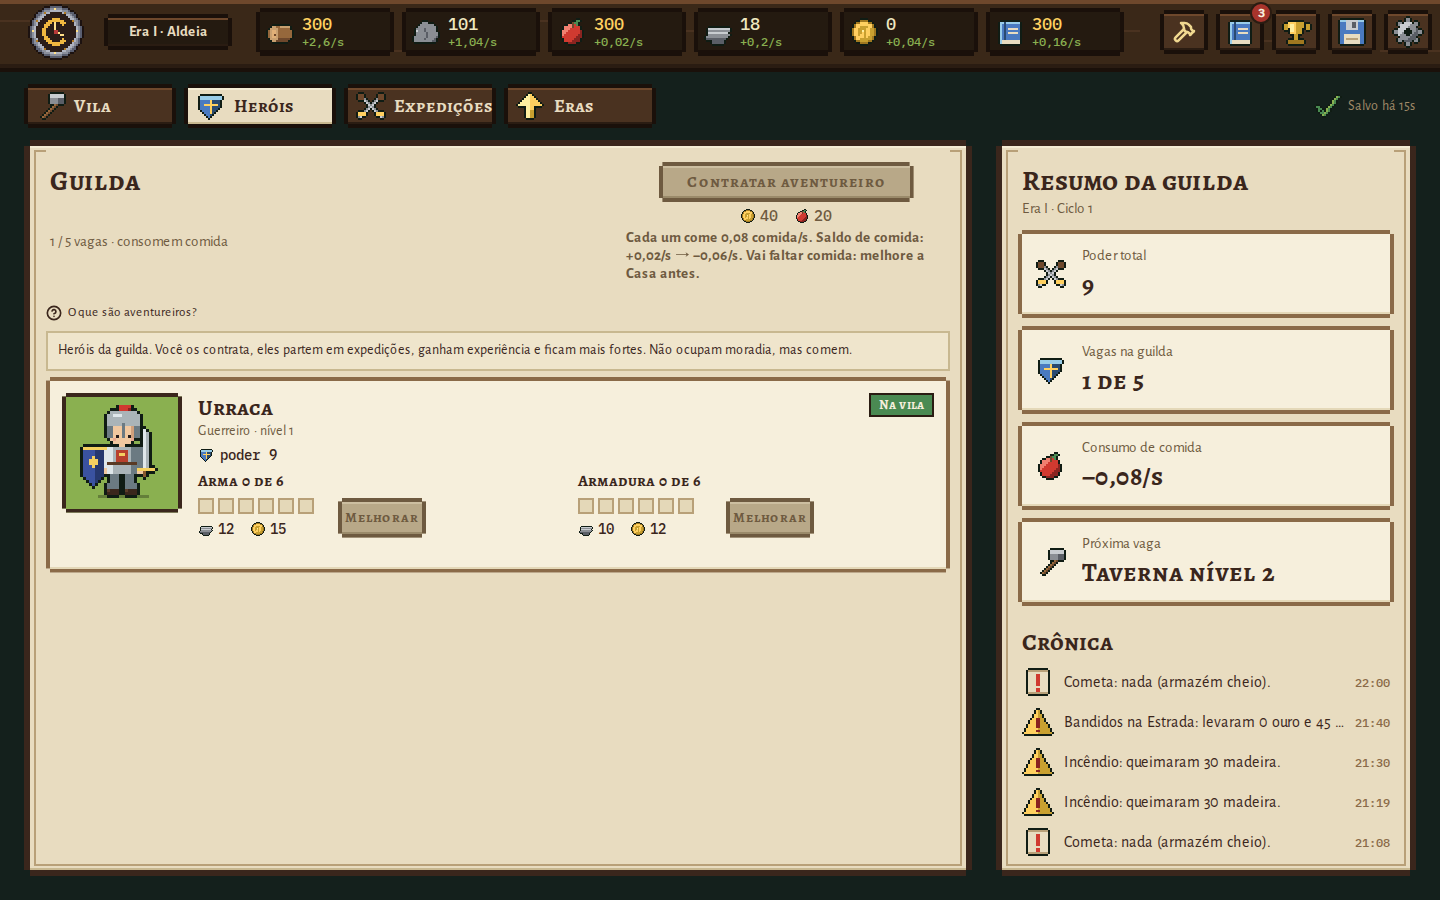 Era I · Aldeia
300
+2,6/s
101
+1,04/s
300
+0,02/s
18
+0,2/s
0
+0,04/s
300
+0,16/s
3
Vila
Heróis
Expedições
Eras
Salvo há 15s
Guilda
Contratar aventureiro
40 20
1 / 5 vagas · consomem comida
Cada um come 0,08 comida/s. Saldo de comida:
+0,02/s → −0,06/s. Vai faltar comida: melhore a
Casa antes.
? O que são aventureiros?
Heróis da guilda. Você os contrata, eles partem em expedições, ganham experiência e ficam mais fortes. Não ocupam moradia, mas comem.
Urraca
Na vila
Guerreiro · nível 1
poder 9
Arma 0 de 6
12 15
Melhorar
Armadura 0 de 6
10 12
Melhorar
Resumo da guilda
Era I · Ciclo 1
Poder total
9
Vagas na guilda
1 de 5
Consumo de comida
−0,08/s
Próxima vaga
Taverna nível 2
Crônica
Cometa: nada (armazém cheio). 22:00
Bandidos na Estrada: levaram 0 ouro e 45 ... 21:40
Incêndio: queimaram 30 madeira. 21:30
Incêndio: queimaram 30 madeira. 21:19
Cometa: nada (armazém cheio). 21:08